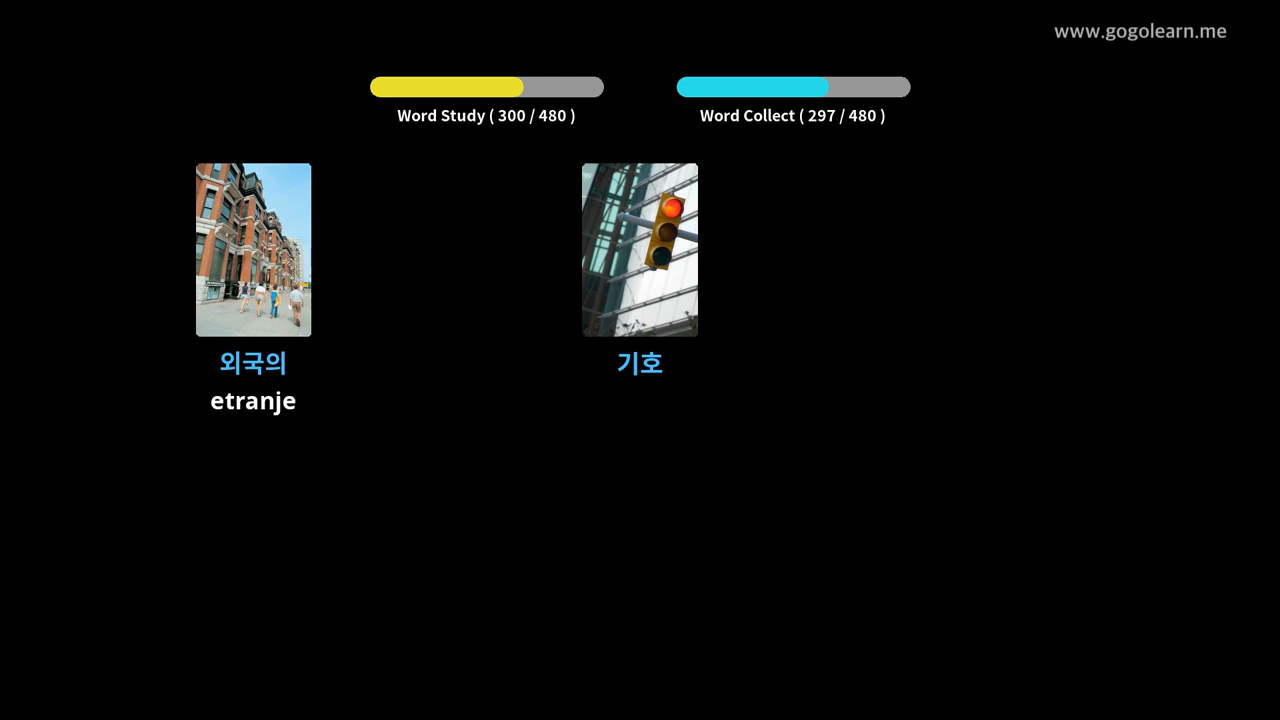 www.gogolearn.me
Word Study ( 300 / 480 )
Word Collect ( 297 / 480 )
외국의
기호
etranje